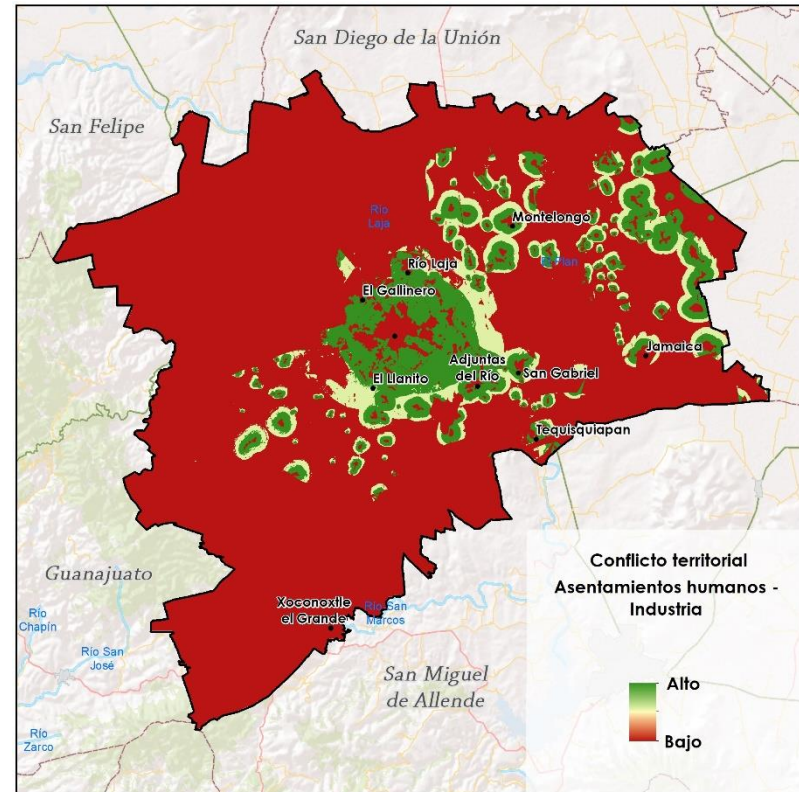 San Diego de la Unión
San Felipe
Río
Laja
Montelongo
El Plan
Río Laja
El Gallinero
Jamaica
Adjuntas
del Río
San Gabriel
El Llanito
Tequisquiapan
Guanajuato
Conflicto territorial
Asentamientos humanos -
Industria
Alto
Bajo
Xoconoxtle
el Grande
Río San
Marcos
Río
Chapín
Río San
José
San Miguel
de Allende
Río
Zarco